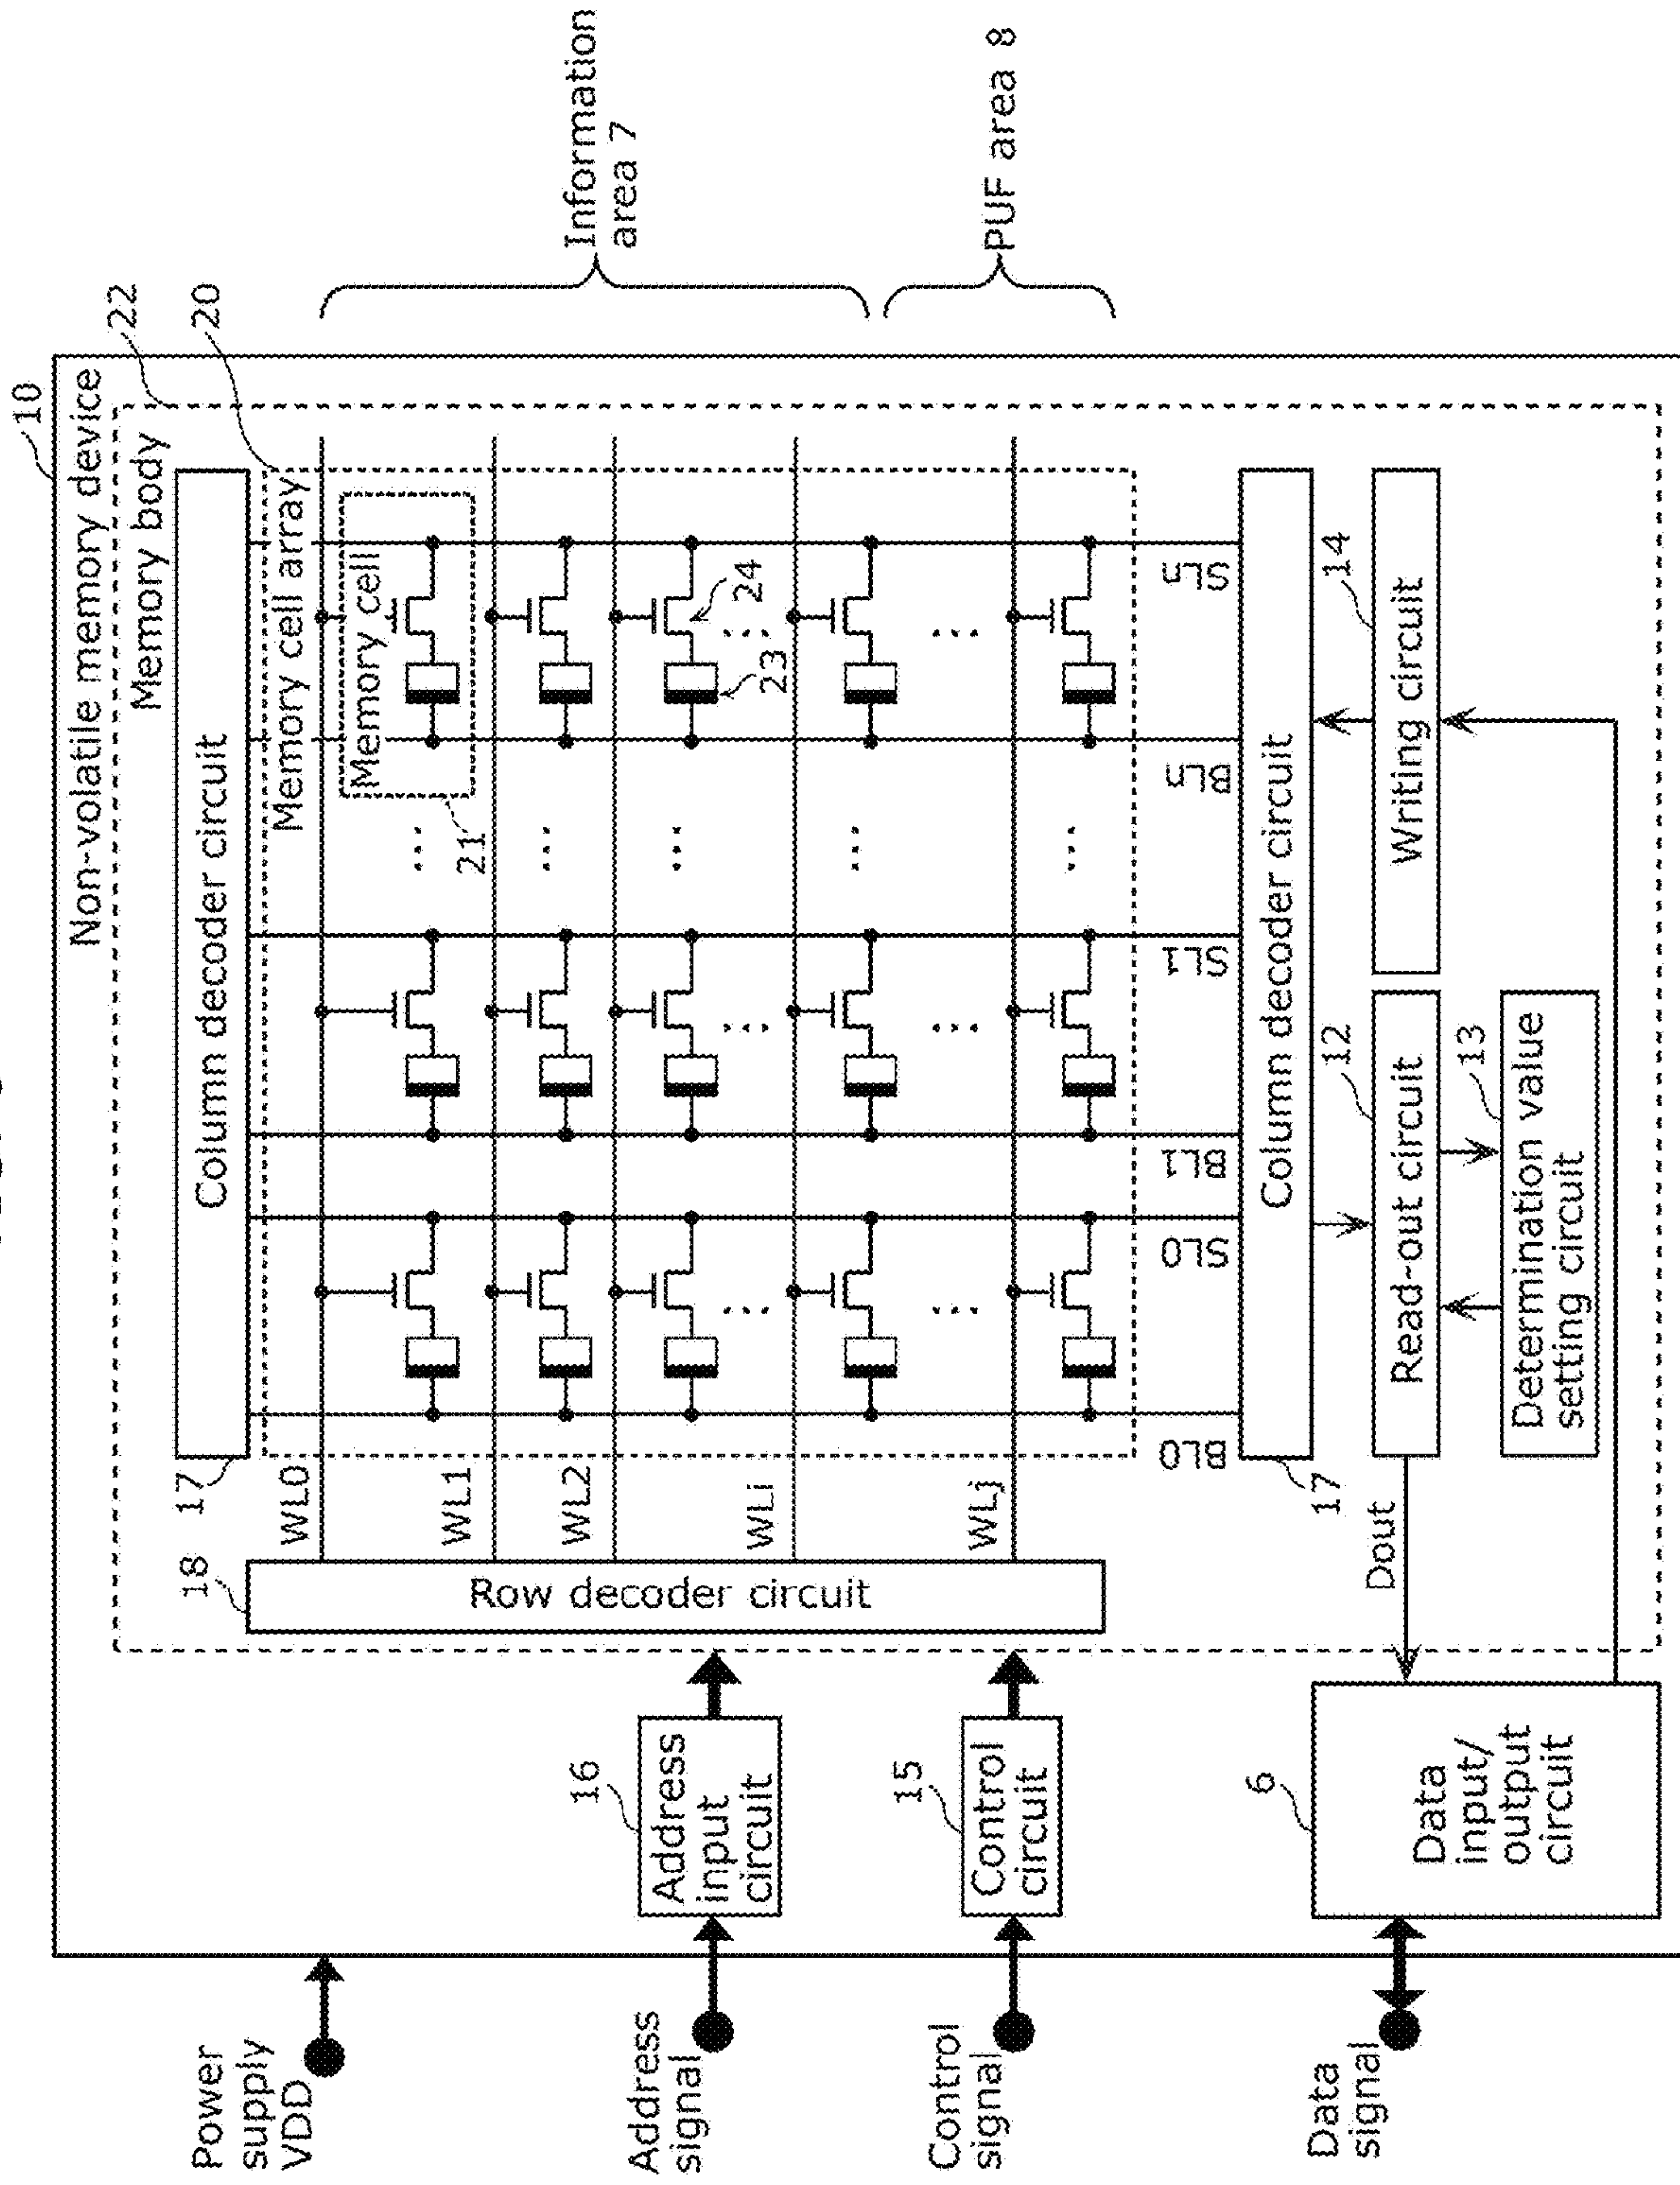 10
Non-volatile memory device
22
Memory body
17
Column decoder circuit
20
Memory cell array
Memory cell
21
18
Row decoder circuit
WL0
WL1
WL2
WLi
WLj
24
23
BL0
SL0
BL1
SL1
BLn
SLn
17
Column decoder circuit
12
Read-out circuit
14
Writing circuit
13
Determination value
setting circuit
Dout
Information
area 7
PUF area 8
Power
supply
VDD
Address
signal
16
Address
input
circuit
Control
signal
15
Control
circuit
Data
signal
6
Data
input/
output
circuit